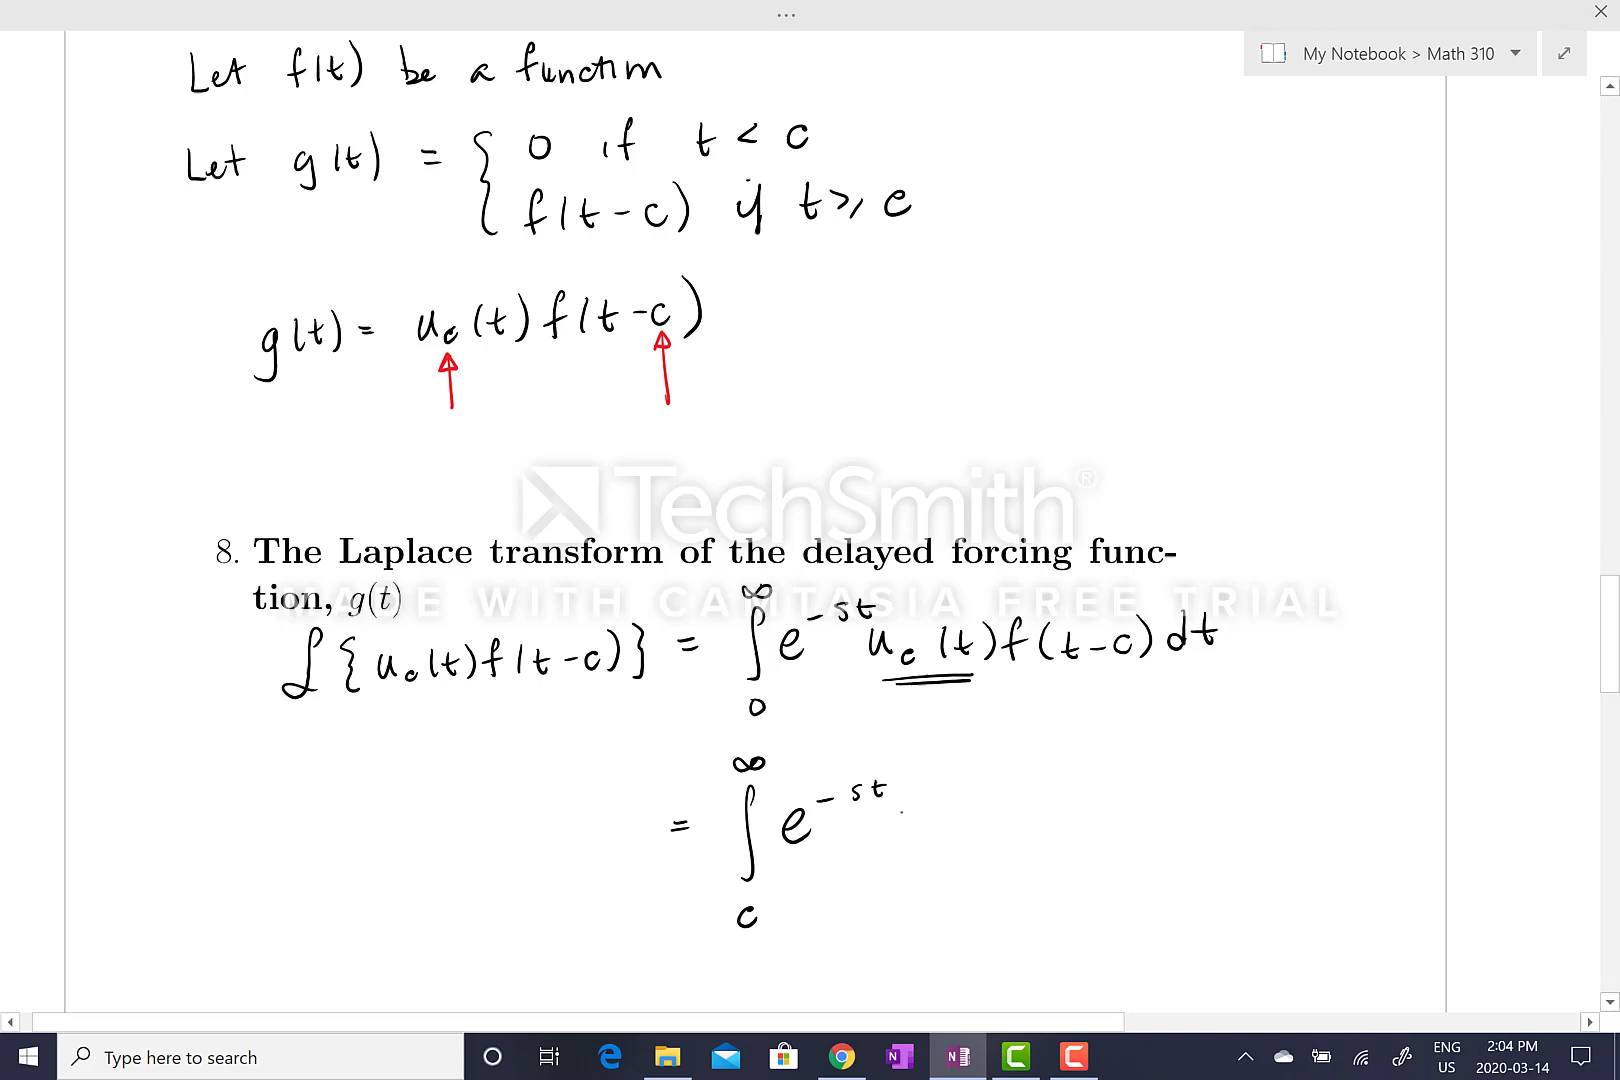 ...
My Notebook > Math 310
Let f(t) be a function
Let g(t) = { 0 if t < c
f(t-c) if t ≥ c
g(t) = u_c(t) f(t-c)
TechSmith®
8. The Laplace transform of the delayed forcing func-
tion, g(t)
MADE WITH CAMTASIA FREE TRIAL
ℒ{u_c(t)f(t-c)} = ∫_0^∞ e^{-st} u_c(t) f(t-c) dt
= ∫_c^∞ e^{-st}
Type here to search
ENG 2:04 PM
US 2020-03-14